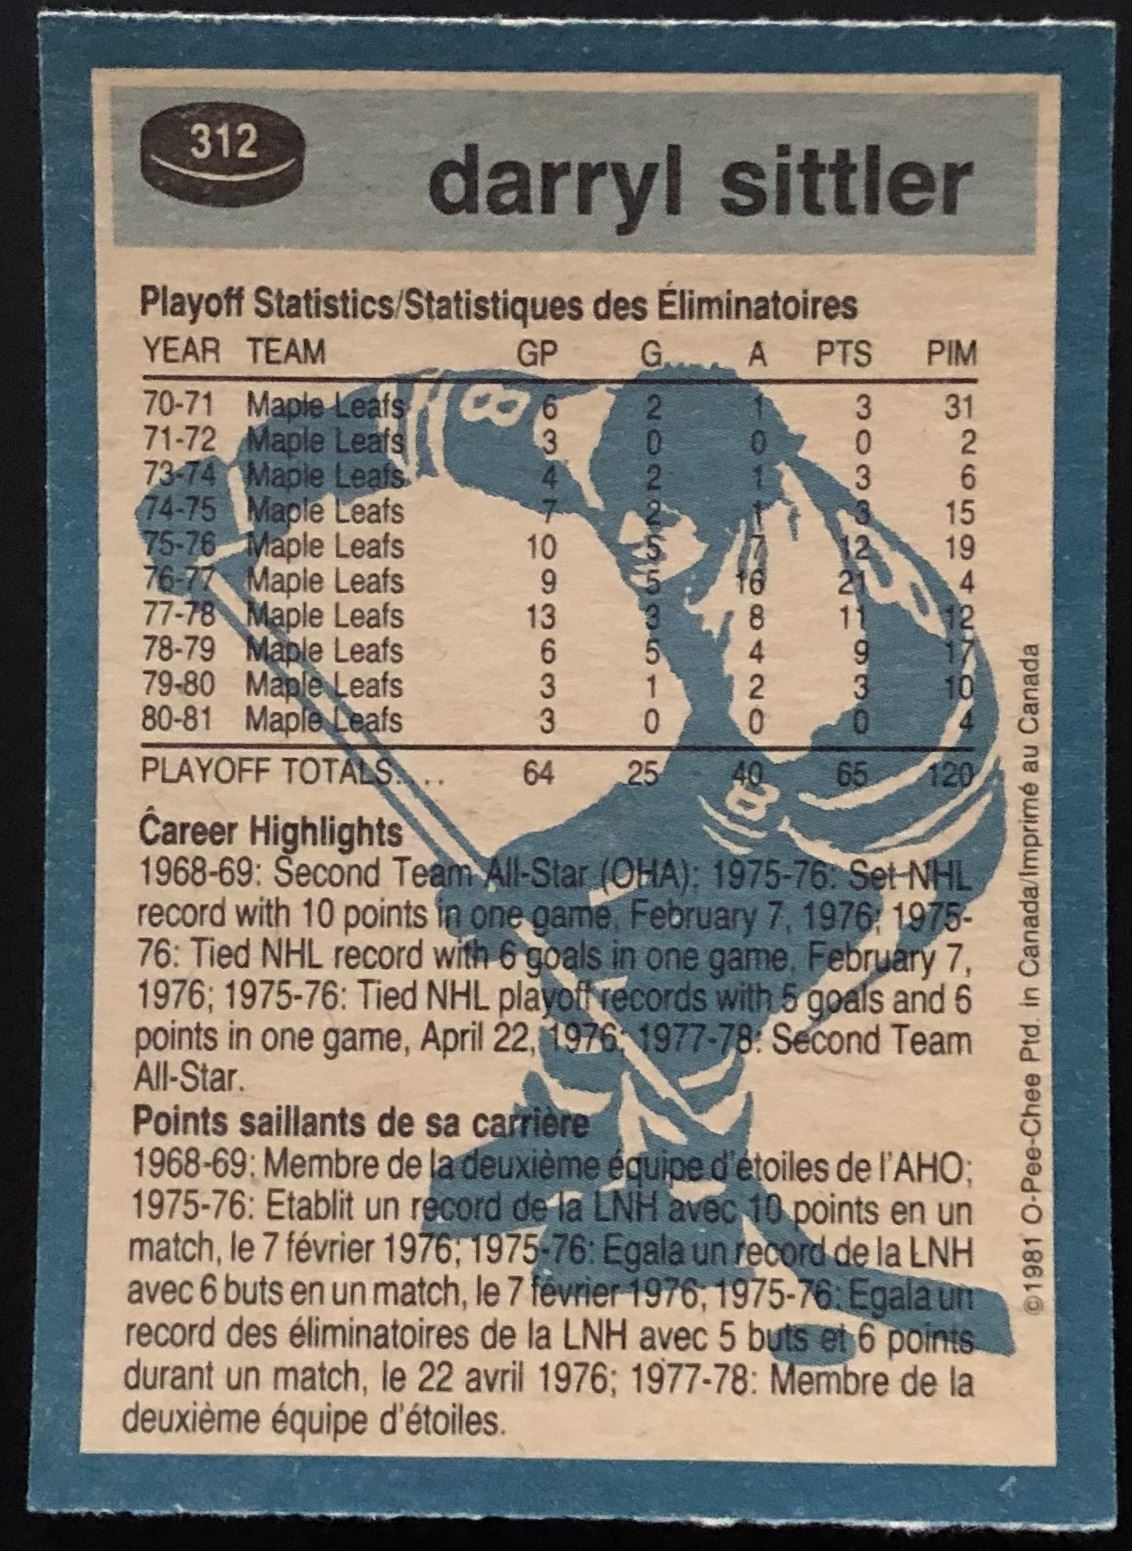 312
darryl sittler
Playoff Statistics/Statistiques des Éliminatoires
YEAR TEAM GP G A PTS PIM
70-71 Maple Leafs 6 2 1 3 31
71-72 Maple Leafs 3 0 0 0 2
73-74 Maple Leafs 4 2 1 3 6
74-75 Maple Leafs 7 2 1 3 15
75-76 Maple Leafs 10 5 7 12 19
76-77 Maple Leafs 9 5 16 21 4
77-78 Maple Leafs 13 3 8 11 12
78-79 Maple Leafs 6 5 4 9 17
79-80 Maple Leafs 3 1 2 3 10
80-81 Maple Leafs 3 0 0 0 4
PLAYOFF TOTALS.... 64 25 40 65 120
Career Highlights
1968-69: Second Team All-Star (OHA); 1975-76: Set NHL
record with 10 points in one game, February 7, 1976; 1975-
76: Tied NHL record with 6 goals in one game, February 7,
1976; 1975-76: Tied NHL playoff records with 5 goals and 6
points in one game, April 22, 1976; 1977-78: Second Team
All-Star.
Points saillants de sa carrière
1968-69: Membre de la deuxième équipe d'étoiles de l'AHO;
1975-76: Etablit un record de la LNH avec 10 points en un
match, le 7 février 1976; 1975-76: Egala un record de la LNH
avec 6 buts en un match, le 7 février 1976; 1975-76: Egala un
record des éliminatoires de la LNH avec 5 buts et 6 points
durant un match, le 22 avril 1976; 1977-78: Membre de la
deuxième équipe d'étoiles.
©1981 O-Pee-Chee Ptd. in Canada/Imprimé au Canada